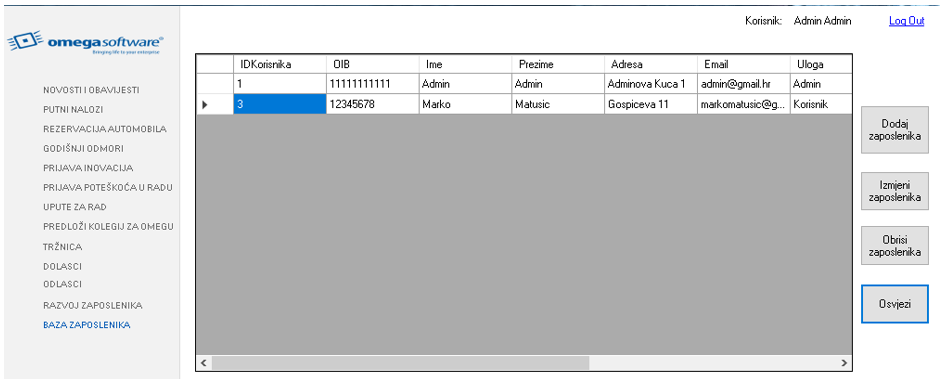 Korisnik: Admin Admin Log Out
omegasoftware®
Bringing life to your enterprise
NOVOSTI I OBAVIJESTI
PUTNI NALOZI
REZERVACIJA AUTOMOBILA
GODIŠNJI ODMORI
PRIJAVA INOVACIJA
PRIJAVA POTEŠKOĆA U RADU
UPUTE ZA RAD
PREDLOŽI KOLEGIJ ZA OMEGU
TRŽNICA
DOLASCI
ODLASCI
RAZVOJ ZAPOSLENIKA
BAZA ZAPOSLENIKA
IDKorisnika OIB Ime Prezime Adresa Email Uloga
1 11111111111 Admin Admin Adminova Kuca 1 admin@gmail.hr Admin
3 12345678 Marko Matusic Gospiceva 11 markomatusic@g... Korisnik
Dodaj
zaposlenika
Izmjeni
zaposlenika
Obrisi
zaposlenika
Osvjezi